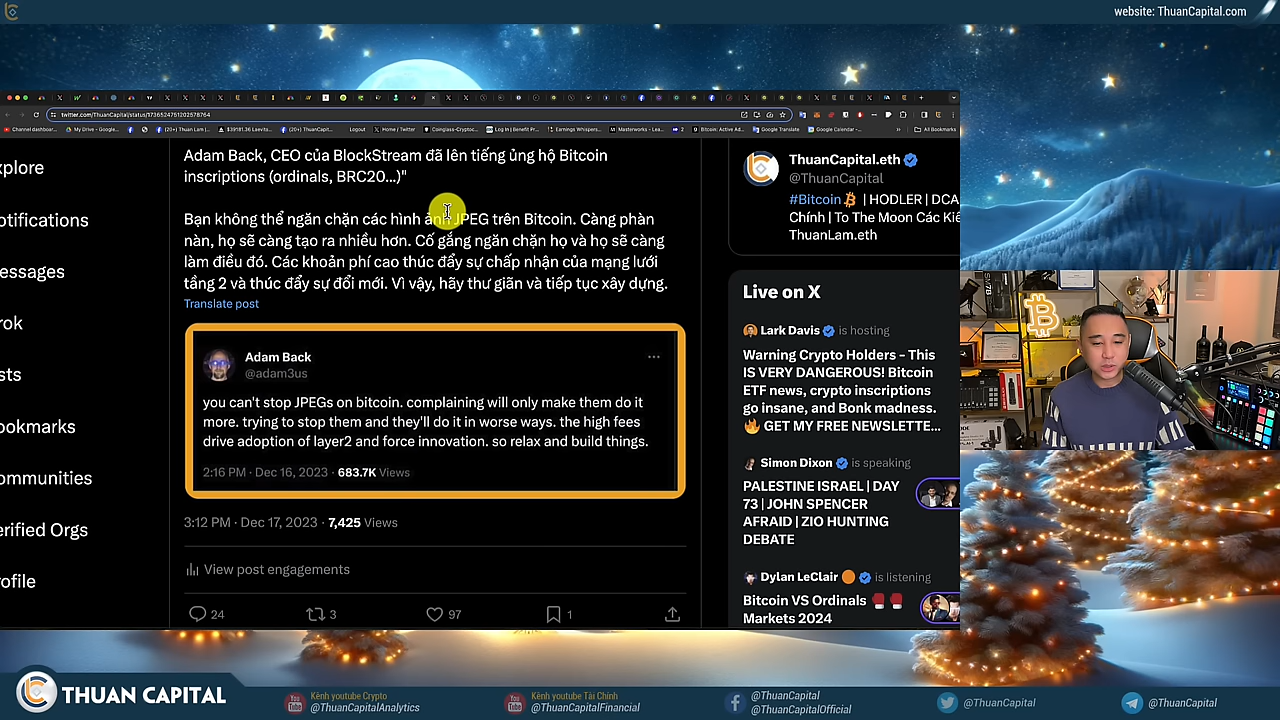 website: ThuanCapital.com
twitter.com/ThuanCapital/status/1736524751202578764
xplore
otifications
essages
rok
sts
ookmarks
ommunities
erified Orgs
rofile
Adam Back, CEO của BlockStream đã lên tiếng ủng hộ Bitcoin
inscriptions (ordinals, BRC20...)"
Bạn không thể ngăn chặn các hình ảnh JPEG trên Bitcoin. Càng phàn
nàn, họ sẽ càng tạo ra nhiều hơn. Cố gắng ngăn chặn họ và họ sẽ càng
làm điều đó. Các khoản phí cao thúc đẩy sự chấp nhận của mạng lưới
tầng 2 và thúc đẩy sự đổi mới. Vì vậy, hãy thư giãn và tiếp tục xây dựng.
Translate post
Adam Back
@adam3us
you can't stop JPEGs on bitcoin. complaining will only make them do it
more. trying to stop them and they'll do it in worse ways. the high fees
drive adoption of layer2 and force innovation. so relax and build things.
2:16 PM · Dec 16, 2023 · 683.7K Views
3:12 PM · Dec 17, 2023 · 7,425 Views
View post engagements
24 3 97 1
ThuanCapital.eth
@ThuanCapital
#Bitcoin | HODLER | DCA
Chính | To The Moon Các Kiê
ThuanLam.eth
Live on X
Lark Davis is hosting
Warning Crypto Holders - This
IS VERY DANGEROUS! Bitcoin
ETF news, crypto inscriptions
go insane, and Bonk madness.
GET MY FREE NEWSLETTE...
Simon Dixon is speaking
PALESTINE ISRAEL | DAY
73 | JOHN SPENCER
AFRAID | ZIO HUNTING
DEBATE
Dylan LeClair is listening
Bitcoin VS Ordinals
Markets 2024
THUAN CAPITAL
Kênh youtube Crypto
@ThuanCapitalAnalytics
Kênh youtube Tài Chính
@ThuanCapitalFinancial
@ThuanCapital
@ThuanCapitalOfficial
@ThuanCapital
@ThuanCapital